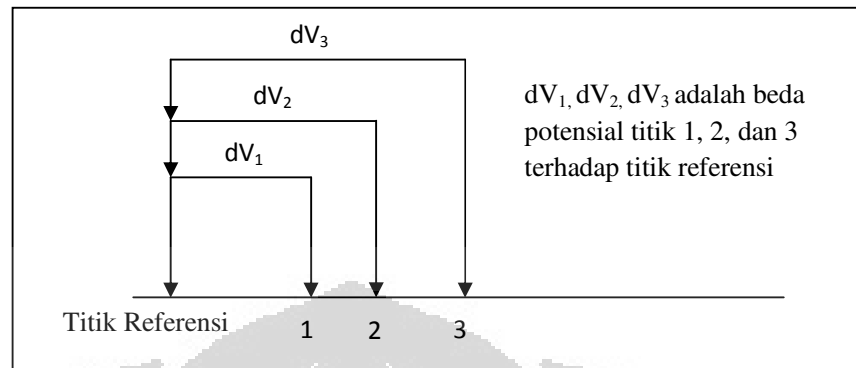 dV₃
dV₂
dV₁
dV₁, dV₂, dV₃ adalah beda
potensial titik 1, 2, dan 3
terhadap titik referensi
Titik Referensi 1 2 3